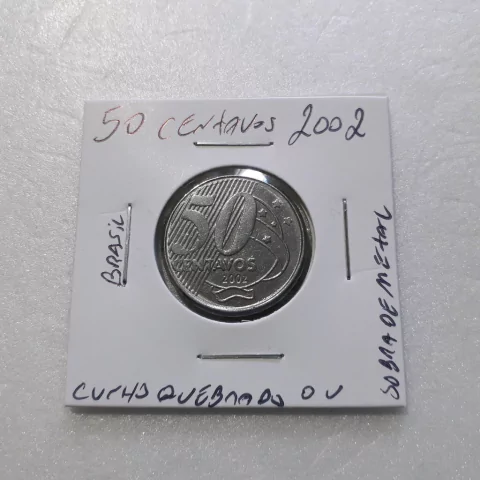 50 CENTAVOS 2002
BRASIL
50
CENTAVOS
2002
CUNHO QUEBRADO OU
SOBRA DE METAL